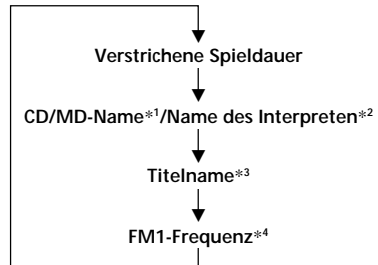 Verstrichene Spieldauer
CD/MD-Name*1/Name des Interpreten*2
Titelname*3
FM1-Frequenz*4